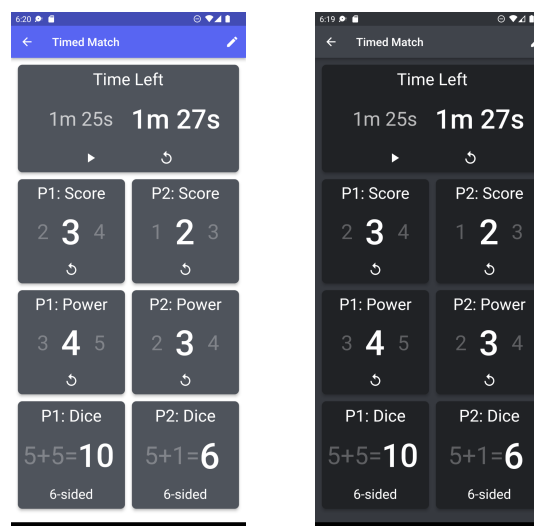 6:20
Timed Match
Time Left
1m 25s 1m 27s
P1: Score
2 3 4
P2: Score
1 2 3
P1: Power
3 4 5
P2: Power
2 3 4
P1: Dice
5+5=10
6-sided
P2: Dice
5+1=6
6-sided
6:19
Timed Match
Time Left
1m 25s 1m 27s
P1: Score
2 3 4
P2: Score
1 2 3
P1: Power
3 4 5
P2: Power
2 3 4
P1: Dice
5+5=10
6-sided
P2: Dice
5+1=6
6-sided